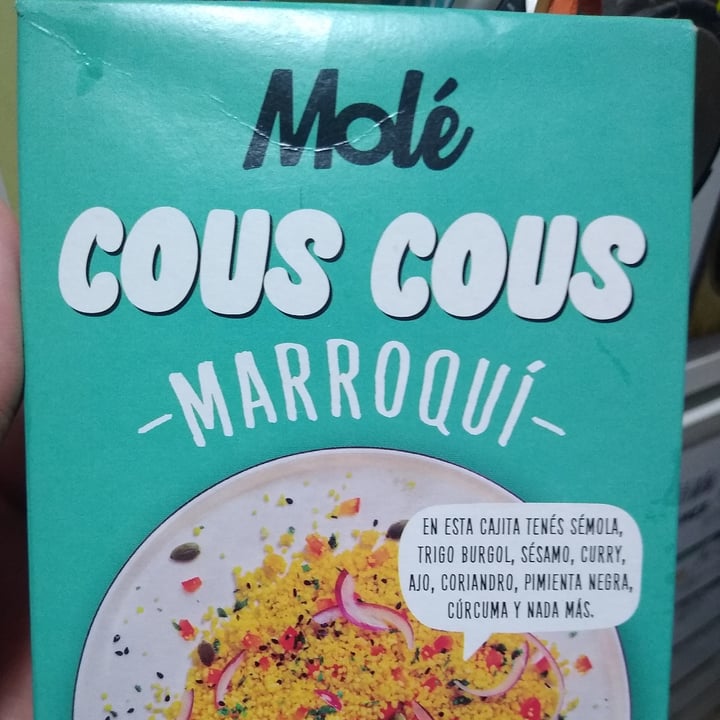 Molé
COUS COUS
-MARROQUÍ-
EN ESTA CAJITA TENÉS SÉMOLA,
TRIGO BURGOL, SÉSAMO, CURRY,
AJO, CORIANDRO, PIMIENTA NEGRA,
CÚRCUMA Y NADA MÁS.